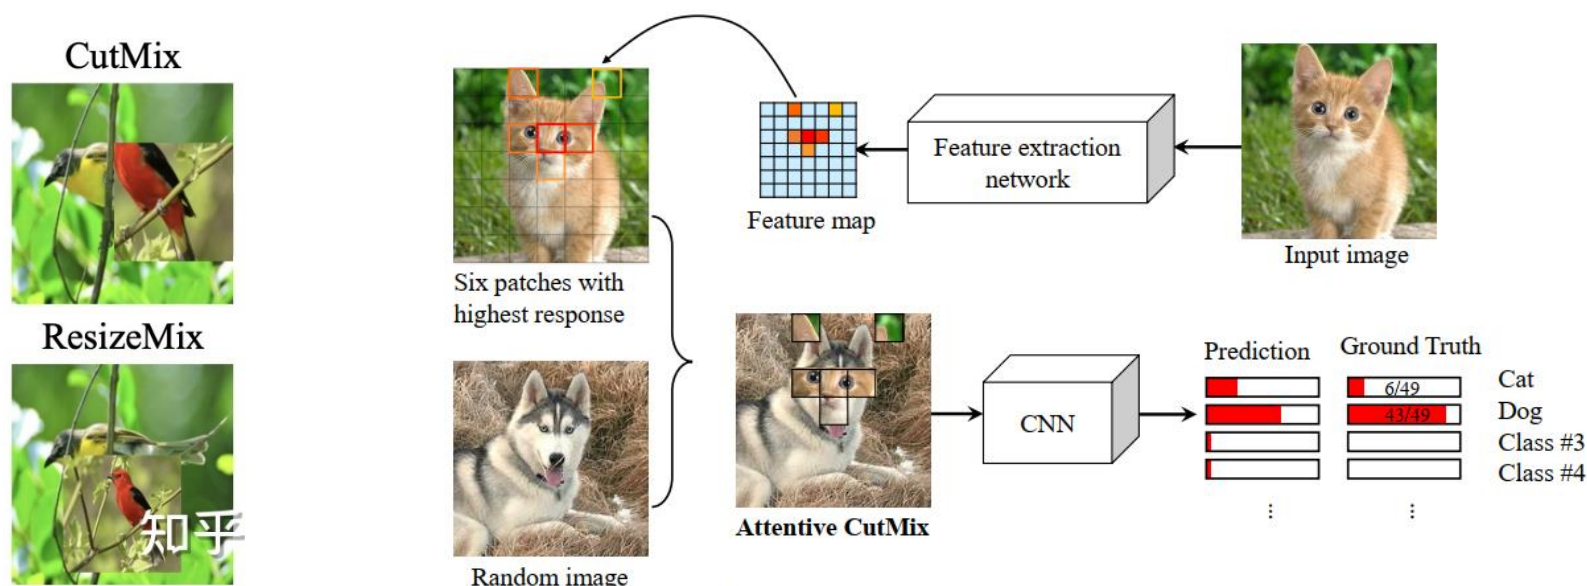 CutMix
ResizeMix
知乎
Six patches with
highest response
Random image
Feature map
Feature extraction
network
Input image
Attentive CutMix
CNN
Prediction
Ground Truth
6/49
Cat
43/49
Dog
Class #3
Class #4
⋮
⋮